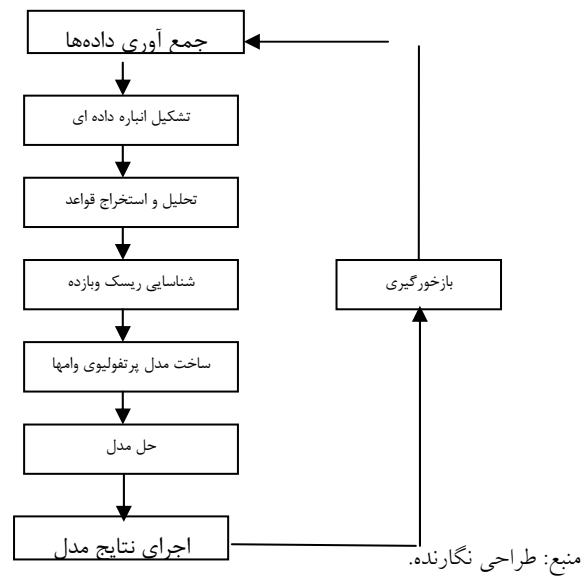 جمع آوری داده‌ها
تشکیل انباره داده ای
تحلیل و استخراج قواعد
شناسایی ریسک وبازده
بازخورگیری
ساخت مدل پرتفولیوی وامها
حل مدل
اجرای نتایج مدل
منبع: طراحی نگارنده.